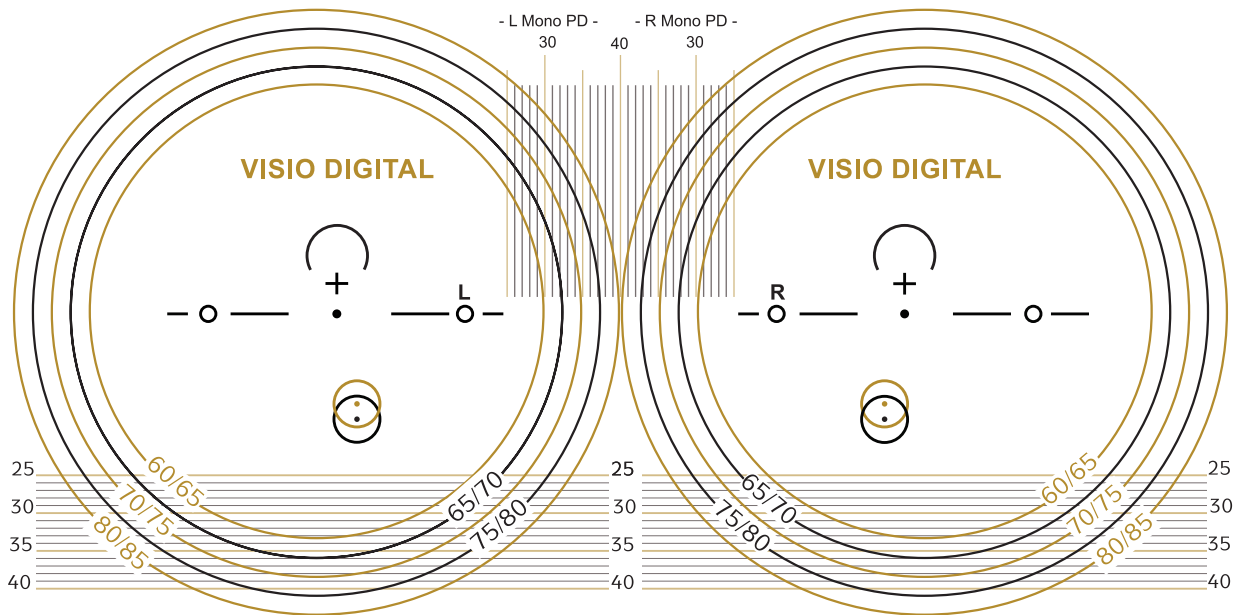 - L Mono PD - - R Mono PD -
30 40 30
VISIO DIGITAL VISIO DIGITAL
L R
25 25 25
60/65 65/70 65/70 60/65
30 30 30
70/75 75/80 75/80 70/75
80/85 80/85
35 35 35
40 40 40